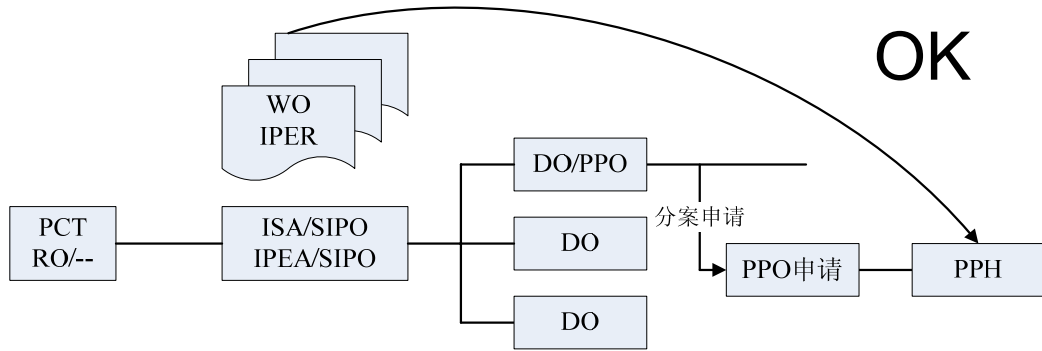 OK
WO
IPER
DO/PPO
分案申请
PCT
RO/--
ISA/SIPO
IPEA/SIPO
DO
PPO申请
PPH
DO